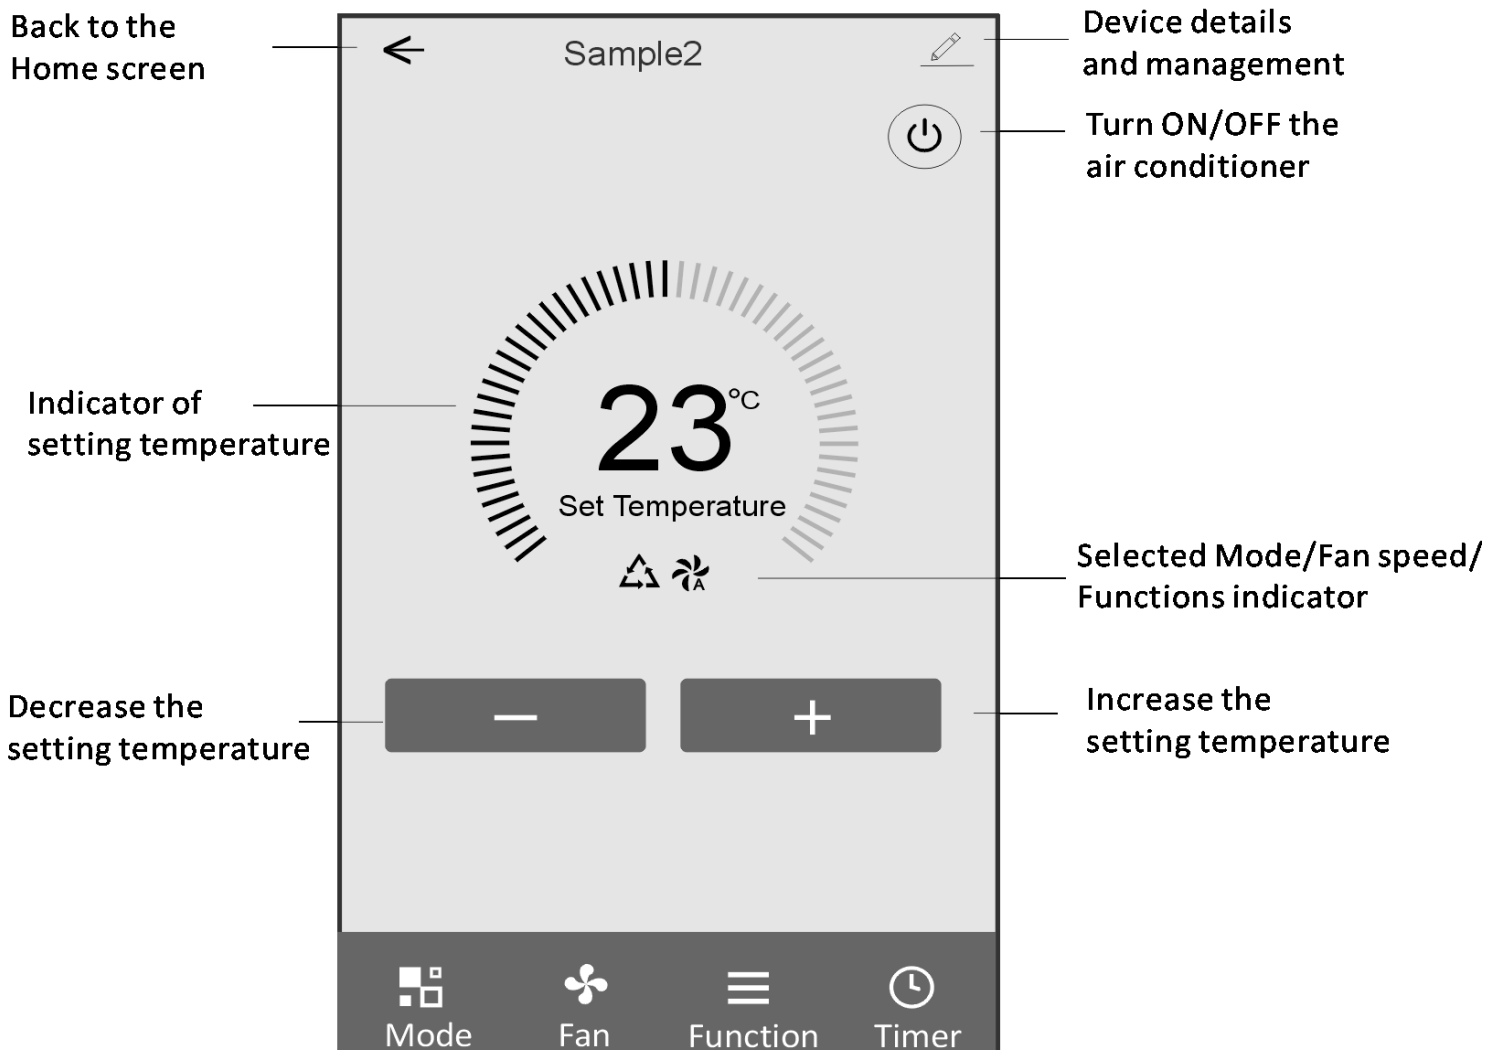 Back to the
Home screen
Sample2
Device details
and management
Turn ON/OFF the
air conditioner
Indicator of
setting temperature
23°C
Set Temperature
A
Selected Mode/Fan speed/
Functions indicator
Decrease the
setting temperature
— +
Increase the
setting temperature
Mode Fan Function Timer